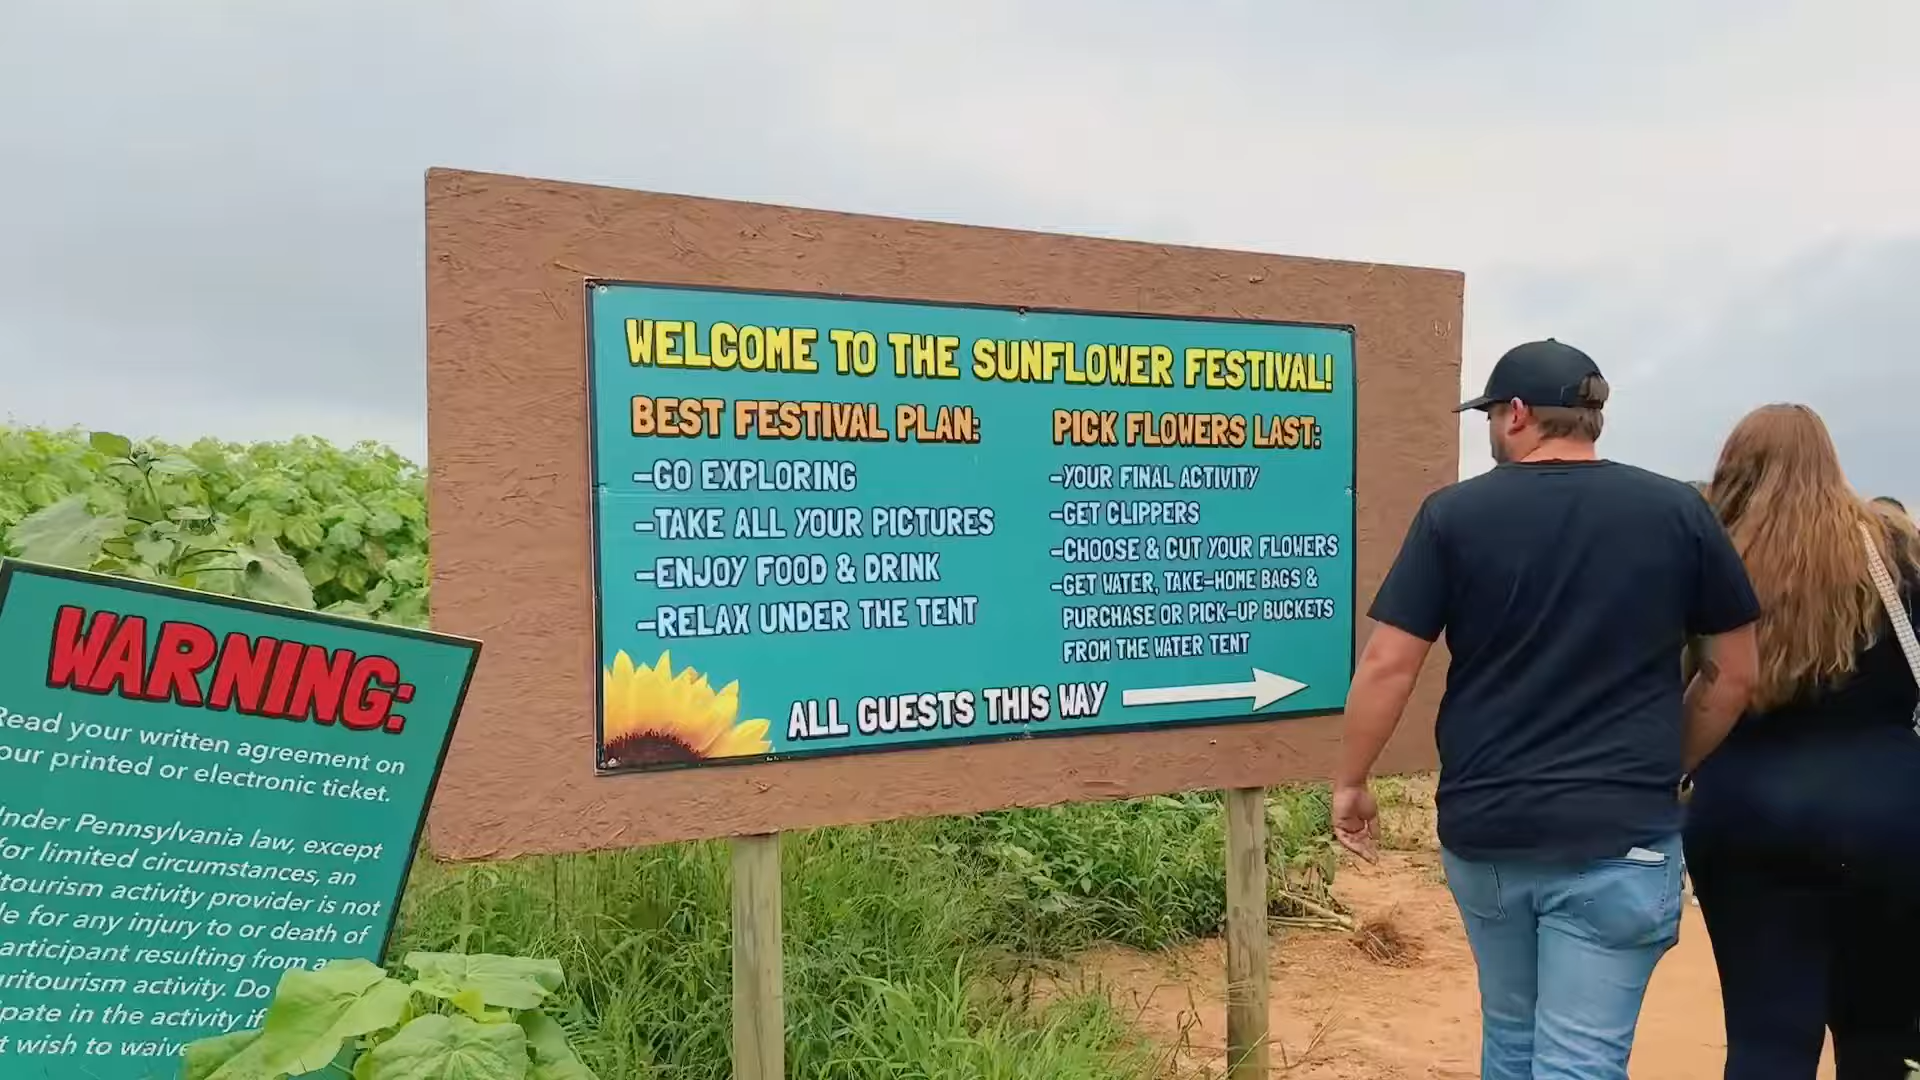 WELCOME TO THE SUNFLOWER FESTIVAL!
BEST FESTIVAL PLAN:
-GO EXPLORING
-TAKE ALL YOUR PICTURES
-ENJOY FOOD & DRINK
-RELAX UNDER THE TENT
PICK FLOWERS LAST:
-YOUR FINAL ACTIVITY
-GET CLIPPERS
-CHOOSE & CUT YOUR FLOWERS
-GET WATER, TAKE-HOME BAGS &
PURCHASE OR PICK-UP BUCKETS
FROM THE WATER TENT
ALL GUESTS THIS WAY
WARNING:
Read your written agreement on
our printed or electronic ticket.
Under Pennsylvania law, except
for limited circumstances, an
itourism activity provider is not
le for any injury to or death of
articipant resulting from a
ritourism activity. Do
pate in the activity if
t wish to waive